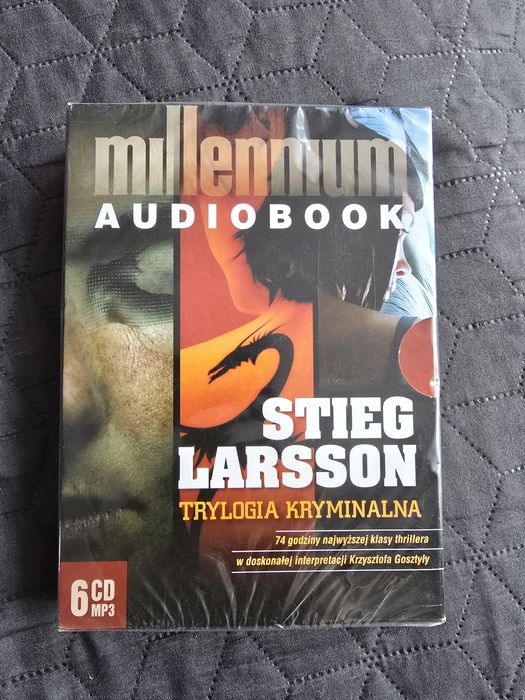 millennium
AUDIOBOOK
STIEG
LARSSON
TRYLOGIA KRYMINALNA
74 godziny najwyższej klasy thrillera
w doskonałej interpretacji Krzysztofa Gosztyły
6 CD
MP3